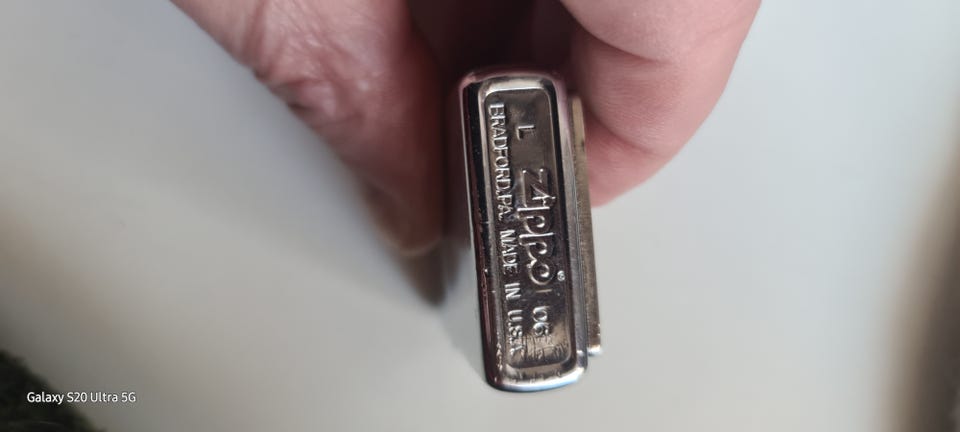 L Zippo® 06
BRADFORD,PA. MADE IN U.S.A.
Galaxy S20 Ultra 5G